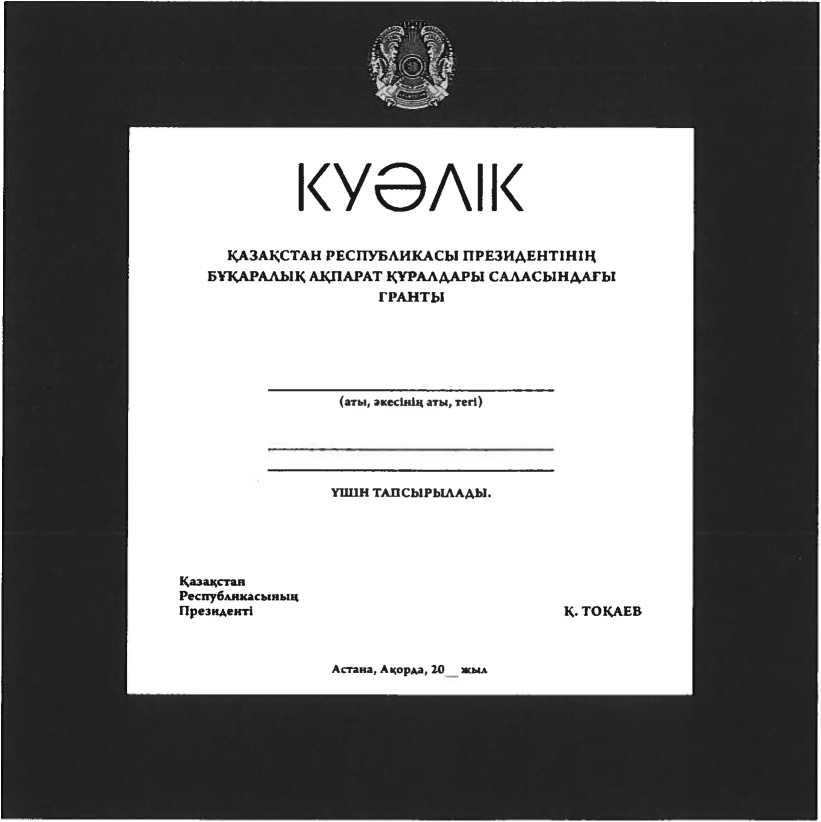 КУӘЛІК
ҚАЗАҚСТАН РЕСПУБЛИКАСЫ ПРЕЗИДЕНТІНІҢ
БҰҚАРАЛЫҚ АҚПАРАТ ҚҰРАЛДАРЫ САЛАСЫНДАҒЫ
ГРАНТЫ
(аты, әкесінің аты, тегі)
ҮШІН ТАПСЫРЫЛАДЫ.
Қазақстан
Республикасының
Президенті
Қ. ТОҚАЕВ
Астана, Ақорда, 20__ жыл